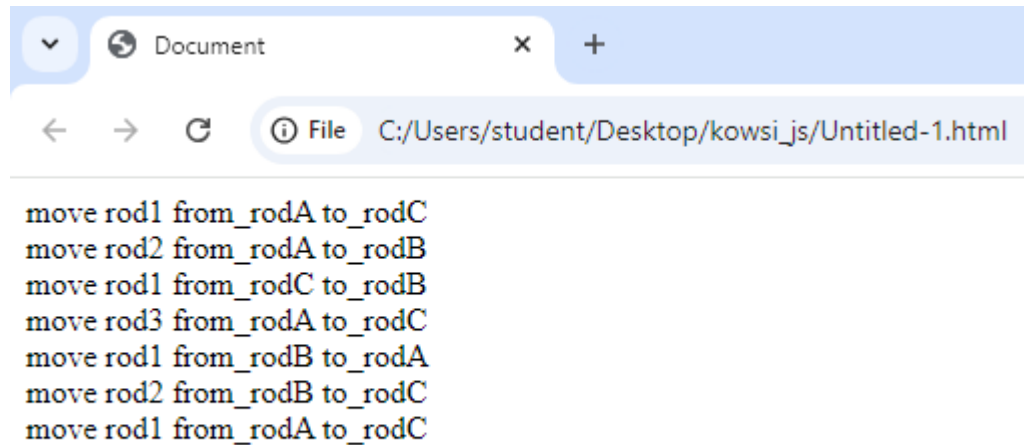 Document
File C:/Users/student/Desktop/kowsi_js/Untitled-1.html
move rod1 from_rodA to_rodC
move rod2 from_rodA to_rodB
move rod1 from_rodC to_rodB
move rod3 from_rodA to_rodC
move rod1 from_rodB to_rodA
move rod2 from_rodB to_rodC
move rod1 from_rodA to_rodC